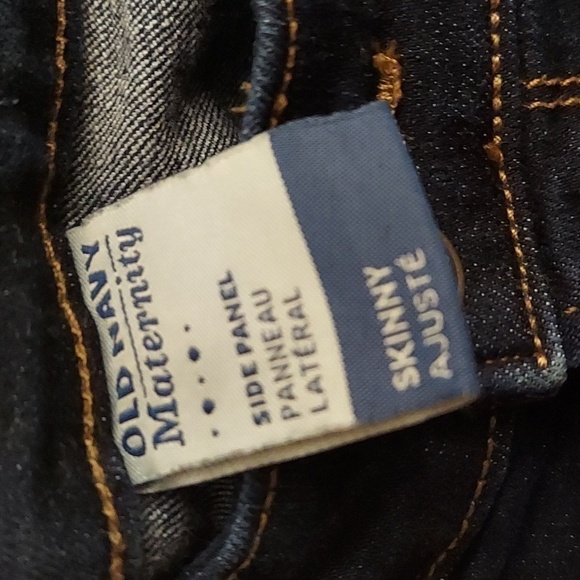 OLD NAVY
Maternity
SIDE PANEL
PANNEAU
LATÉRAL
SKINNY
AJUSTÉ